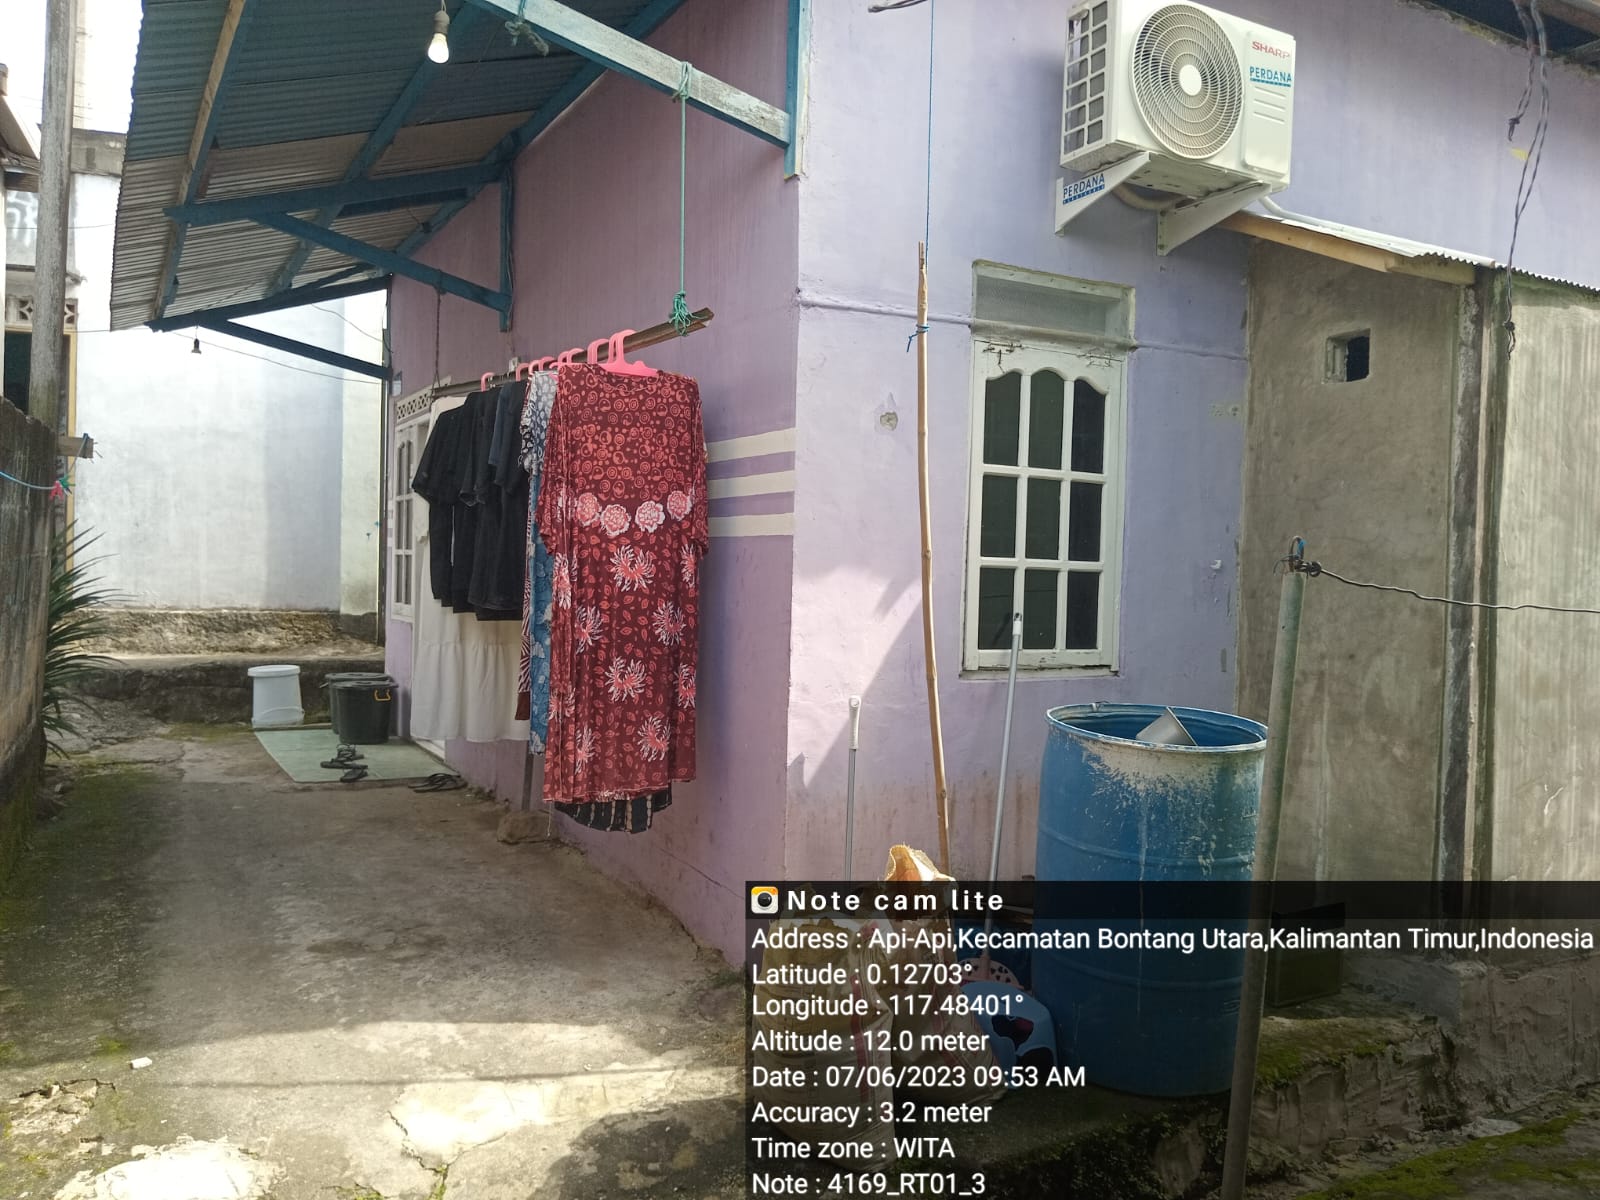 SHARP
PERDANA
PERDANA
Note cam lite
Address : Api-Api,Kecamatan Bontang Utara,Kalimantan Timur,Indonesia
Latitude : 0.12703°
Longitude : 117.48401°
Altitude : 12.0 meter
Date : 07/06/2023 09:53 AM
Accuracy : 3.2 meter
Time zone : WITA
Note : 4169_RT01_3